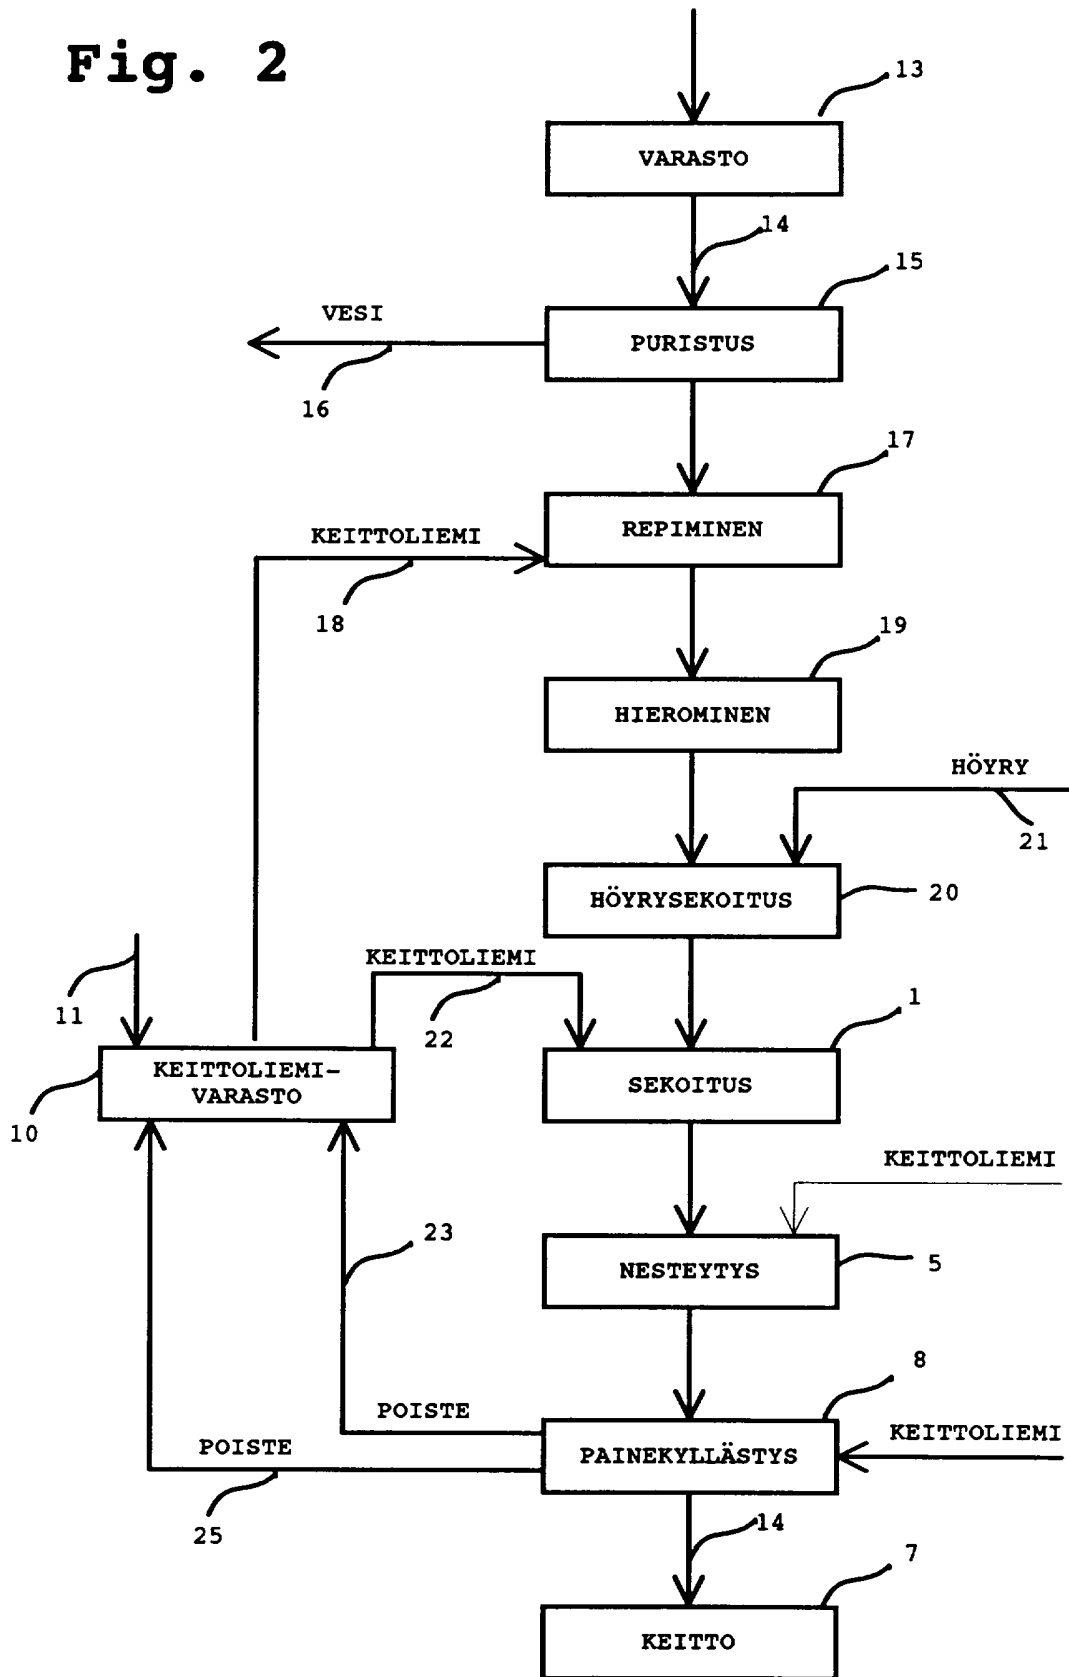 Fig. 2
13
VARASTO
14
15
VESI
PURISTUS
16
17
KEITTOLIEMI
REPIMINEN
18
19
HIEROMINEN
HÖYRY
21
HÖYRYSEKOITUS
20
KEITTOLIEMI
11
22
1
KEITTOLIEMI-
VARASTO
SEKOITUS
10
KEITTOLIEMI
23
NESTEYTYS
5
8
POISTE
KEITTOLIEMI
POISTE
PAINEKYLLÄSTYS
25
14
7
KEITTO